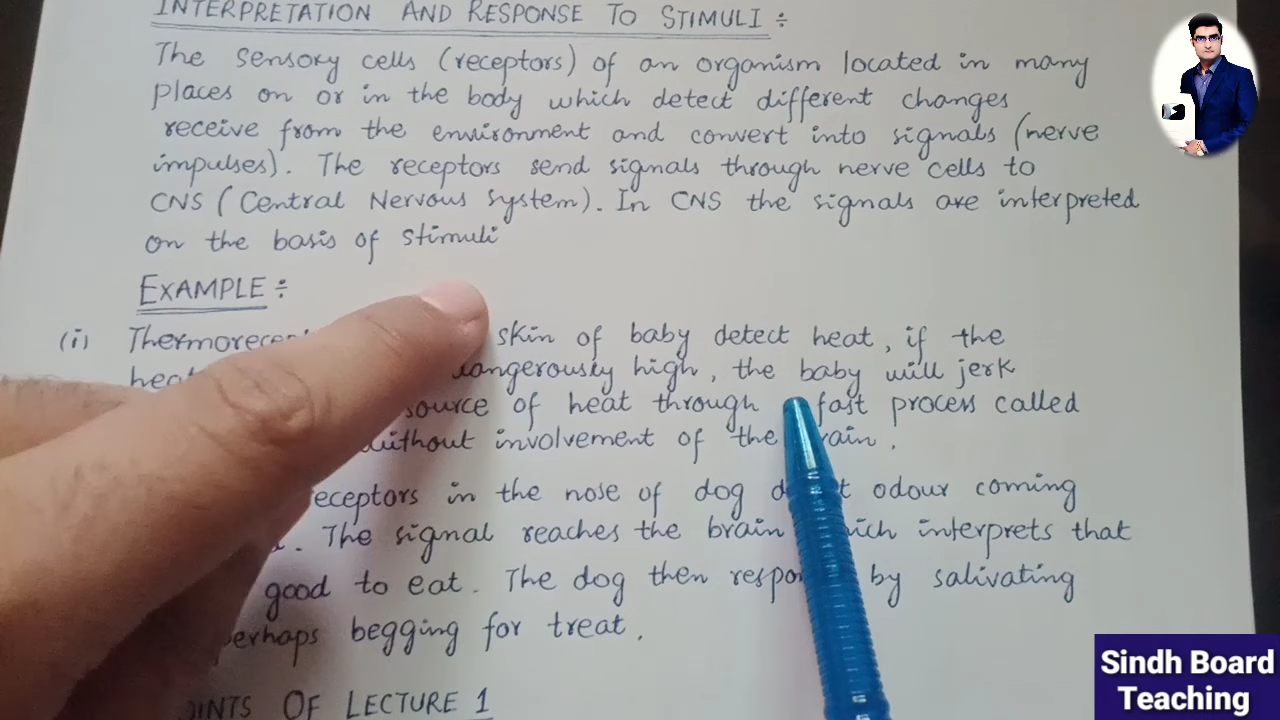 INTERPRETATION AND RESPONSE TO STIMULI :
The sensory cells (receptors) of an organism located in many
places on or in the body which detect different changes
receive from the environment and convert into signals (nerve
impulses). The receptors send signals through nerve cells to
CNS (Central Nervous System). In CNS the signals are interpreted
on the basis of stimuli
EXAMPLE :
(i) skin of baby detect heat, if the
high, the baby will jerk
source of heat through fast process called
without involvement of the
receptors in the nose of dog odour coming
. The signal reaches the brain interprets that
good to eat. The dog then by salivating
perhaps begging for treat.
OF LECTURE 1
Sindh Board
Teaching